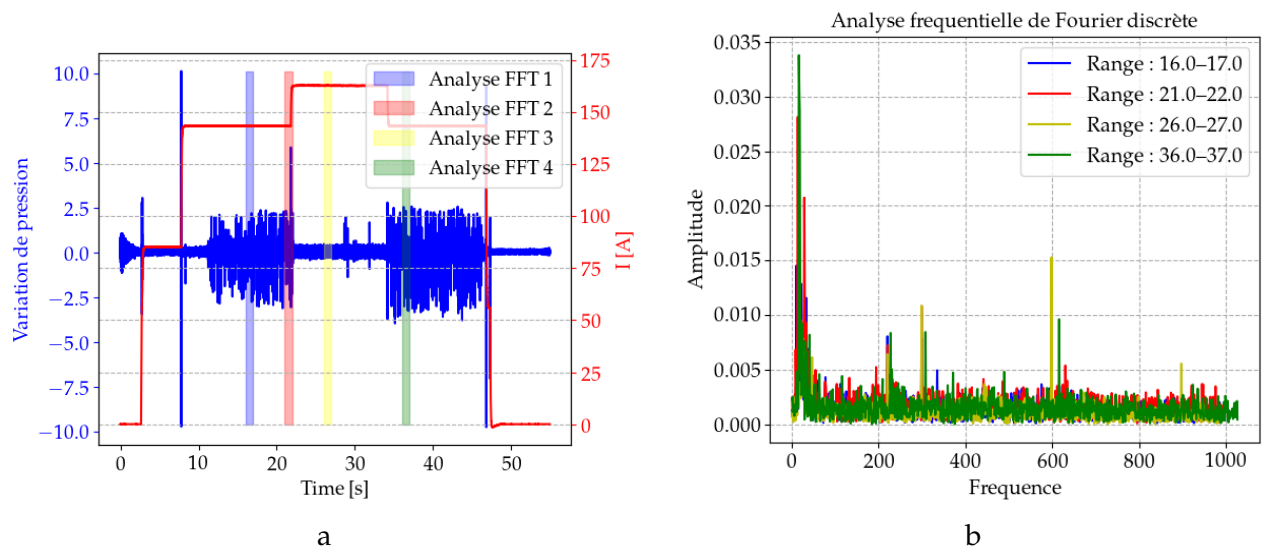 10.0
7.5
5.0
2.5
0.0
−2.5
−5.0
−7.5
−10.0
Variation de pression
0
10
20
30
40
50
Time [s]
175
150
125
100
75
50
25
0
I [A]
Analyse FFT 1
Analyse FFT 2
Analyse FFT 3
Analyse FFT 4
a
Analyse frequentielle de Fourier discrète
0.035
0.030
0.025
0.020
0.015
0.010
0.005
0.000
Amplitude
0
200
400
600
800
1000
Frequence
Range : 16.0–17.0
Range : 21.0–22.0
Range : 26.0–27.0
Range : 36.0–37.0
b